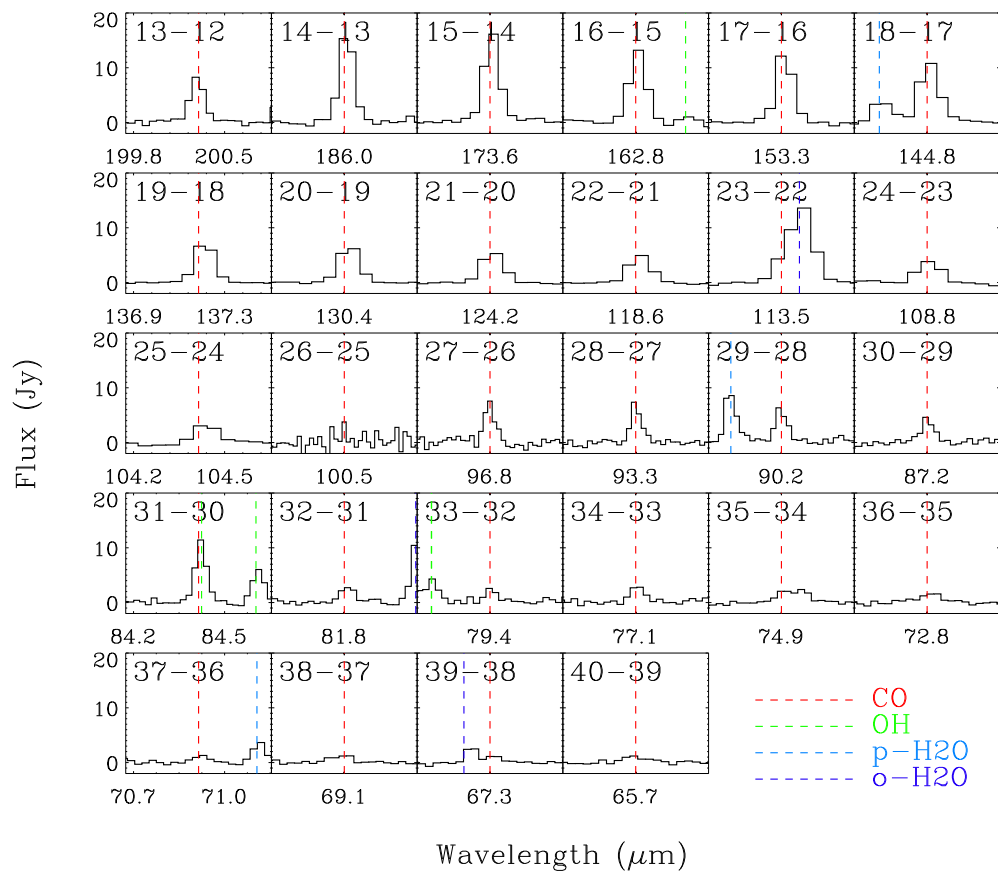 20 13-12 14-13 15-14 16-15 17-16 18-17
10
0
199.8 200.5 186.0 173.6 162.8 153.3 144.8
20 19-18 20-19 21-20 22-21 23-22 24-23
10
0
136.9 137.3 130.4 124.2 118.6 113.5 108.8
20 25-24 26-25 27-26 28-27 29-28 30-29
10
0
104.2 104.5 100.5 96.8 93.3 90.2 87.2
Flux (Jy)
20 31-30 32-31 33-32 34-33 35-34 36-35
10
0
84.2 84.5 81.8 79.4 77.1 74.9 72.8
20 37-36 38-37 39-38 40-39
10
0
70.7 71.0 69.1 67.3 65.7
CO
OH
p-H2O
o-H2O
Wavelength (μm)